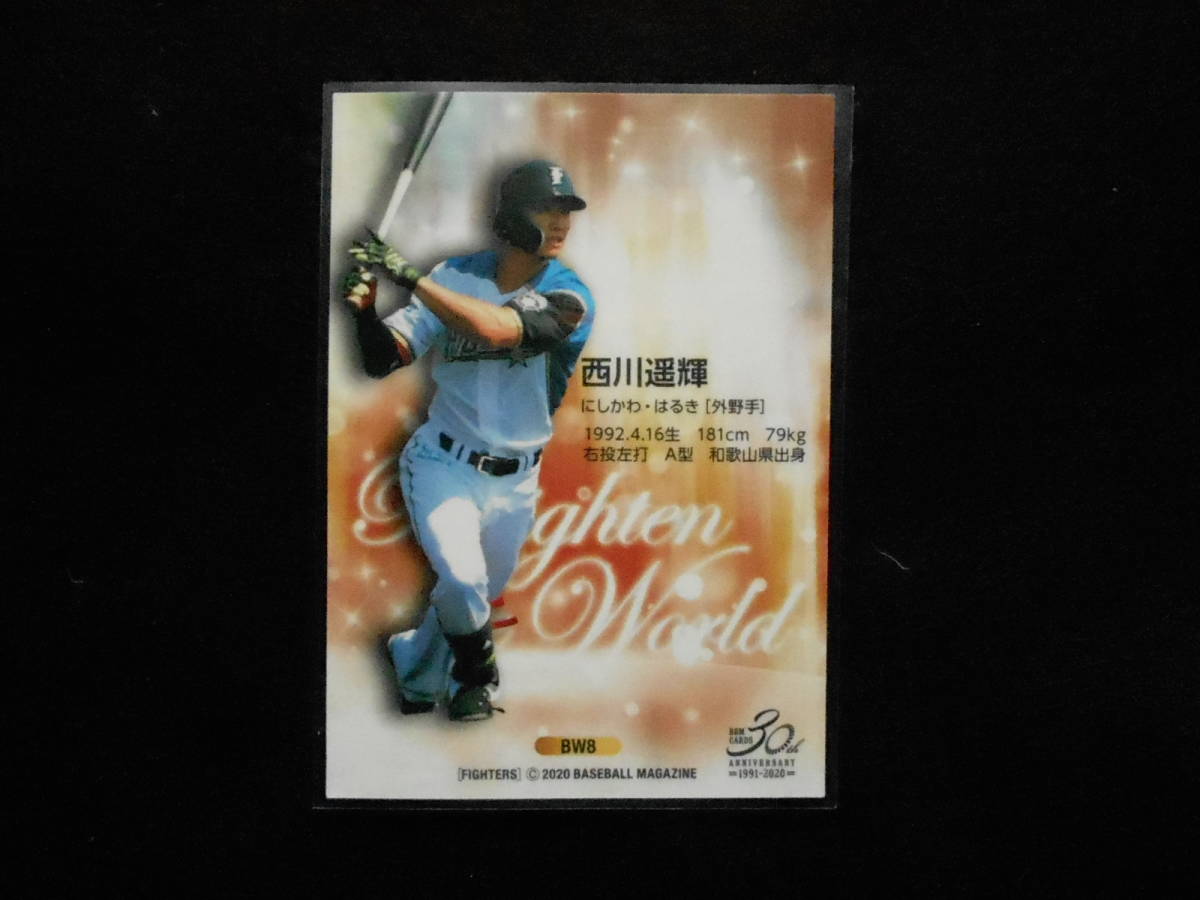 西川遥輝
にしかわ・はるき [外野手]
1992.4.16生 181cm 79kg
右投左打 A型 和歌山県出身
World
BW8
[FIGHTERS] © 2020 BASEBALL MAGAZINE
BBM CARDS 30th
ANNIVERSARY
=1991-2020=